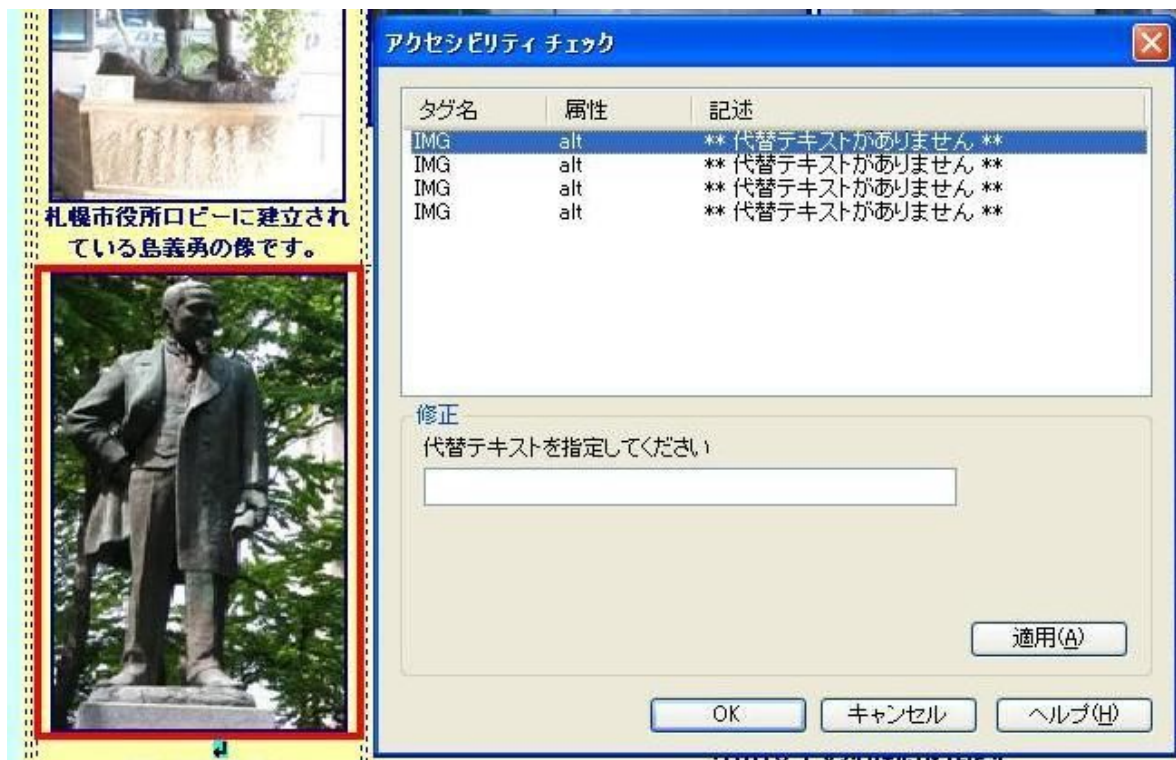 札幌市役所ロビーに建立され
ている島義勇の像です。
アクセシビリティ チェック
タグ名 属性 記述
IMG alt ** 代替テキストがありません **
IMG alt ** 代替テキストがありません **
IMG alt ** 代替テキストがありません **
IMG alt ** 代替テキストがありません **
修正
代替テキストを指定してください
適用(A)
OK キャンセル ヘルプ(H)